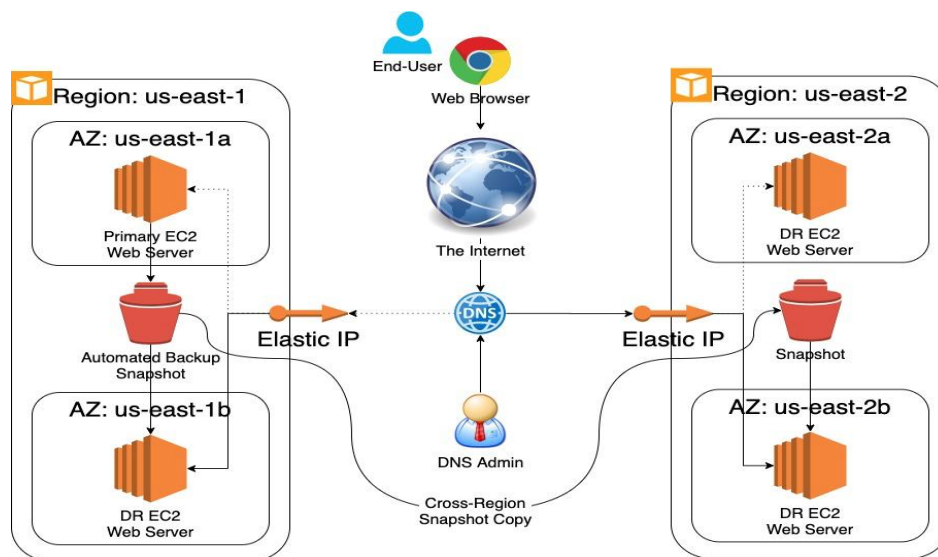 End-User
Web Browser
Region: us-east-1
Region: us-east-2
AZ: us-east-1a
AZ: us-east-2a
Primary EC2
Web Server
The Internet
DR EC2
Web Server
DNS
Elastic IP
Elastic IP
Automated Backup
Snapshot
Snapshot
AZ: us-east-1b
AZ: us-east-2b
DNS Admin
DR EC2
Web Server
Cross-Region
Snapshot Copy
DR EC2
Web Server